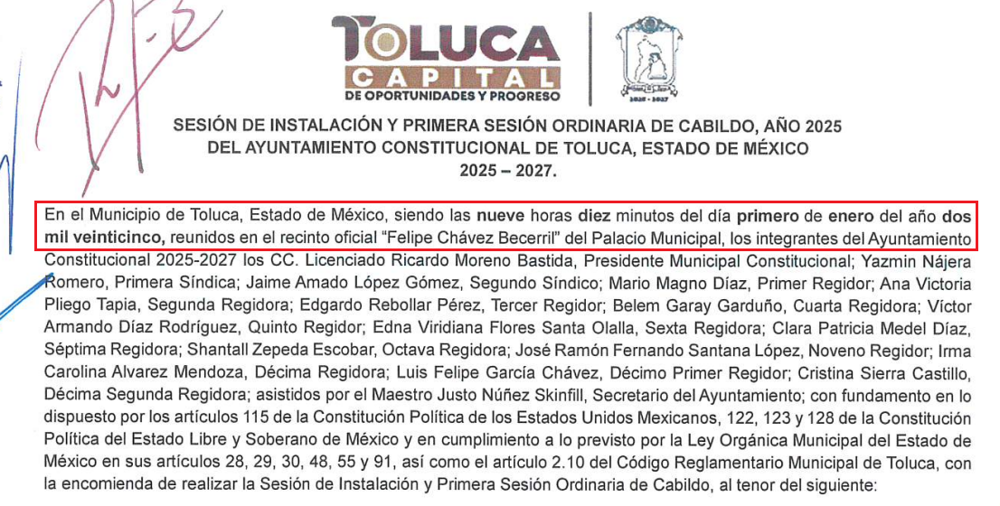 TOLUCA
CAPITAL
DE OPORTUNIDADES Y PROGRESO
2025 - 2027
SESIÓN DE INSTALACIÓN Y PRIMERA SESIÓN ORDINARIA DE CABILDO, AÑO 2025
DEL AYUNTAMIENTO CONSTITUCIONAL DE TOLUCA, ESTADO DE MÉXICO
2025 – 2027.
En el Municipio de Toluca, Estado de México, siendo las nueve horas diez minutos del día primero de enero del año dos
mil veinticinco, reunidos en el recinto oficial “Felipe Chávez Becerril” del Palacio Municipal, los integrantes del Ayuntamiento
Constitucional 2025-2027 los CC. Licenciado Ricardo Moreno Bastida, Presidente Municipal Constitucional; Yazmin Nájera
Romero, Primera Síndica; Jaime Amado López Gómez, Segundo Síndico; Mario Magno Díaz, Primer Regidor; Ana Victoria
Pliego Tapia, Segunda Regidora; Edgardo Rebollar Pérez, Tercer Regidor; Belem Garay Garduño, Cuarta Regidora; Víctor
Armando Díaz Rodríguez, Quinto Regidor; Edna Viridiana Flores Santa Olalla, Sexta Regidora; Clara Patricia Medel Díaz,
Séptima Regidora; Shantall Zepeda Escobar, Octava Regidora; José Ramón Fernando Santana López, Noveno Regidor; Irma
Carolina Alvarez Mendoza, Décima Regidora; Luis Felipe García Chávez, Décimo Primer Regidor; Cristina Sierra Castillo,
Décima Segunda Regidora; asistidos por el Maestro Justo Núñez Skinfill, Secretario del Ayuntamiento; con fundamento en lo
dispuesto por los artículos 115 de la Constitución Política de los Estados Unidos Mexicanos, 122, 123 y 128 de la Constitución
Política del Estado Libre y Soberano de México y en cumplimiento a lo previsto por la Ley Orgánica Municipal del Estado de
México en sus artículos 28, 29, 30, 48, 55 y 91, así como el artículo 2.10 del Código Reglamentario Municipal de Toluca, con
la encomienda de realizar la Sesión de Instalación y Primera Sesión Ordinaria de Cabildo, al tenor del siguiente: